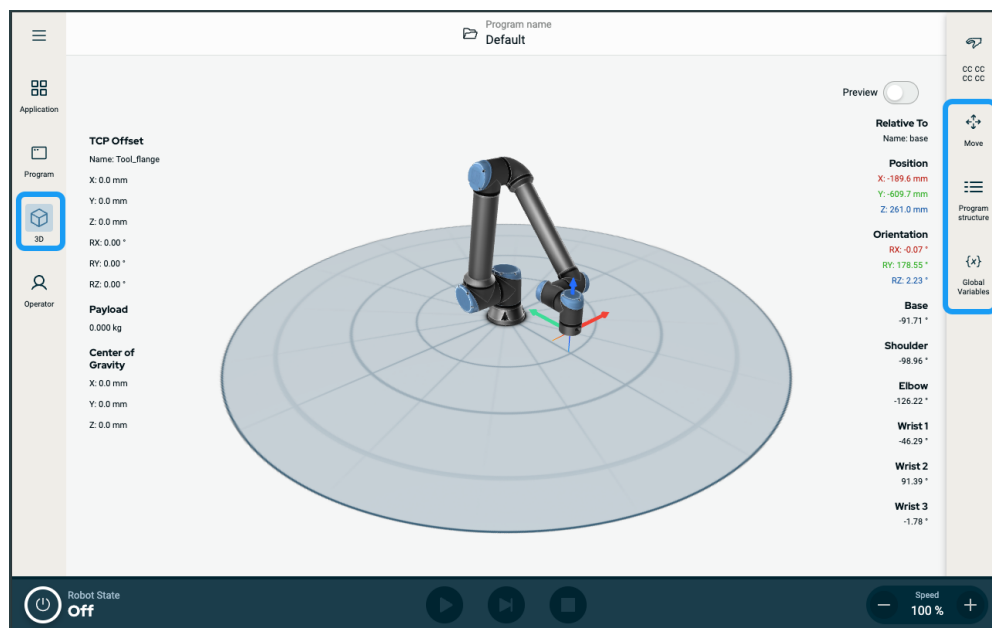 Program name
Default
Application
Program
3D
Operator
TCP Offset
Name: Tool_flange
X: 0.0 mm
Y: 0.0 mm
Z: 0.0 mm
RX: 0.00 °
RY: 0.00 °
RZ: 0.00 °
Payload
0.000 kg
Center of
Gravity
X: 0.0 mm
Y: 0.0 mm
Z: 0.0 mm
Preview
Relative To
Name: base
Position
X: -189.6 mm
Y: -609.7 mm
Z: 261.0 mm
Orientation
RX: -0.07 °
RY: 178.55 °
RZ: 2.23 °
Base
-91.71 °
Shoulder
-98.96 °
Elbow
-126.22 °
Wrist 1
-46.29 °
Wrist 2
91.39 °
Wrist 3
-1.78 °
CC CC
CC CC
Move
Program
structure
{x}
Global
Variables
Robot State
Off
Speed
100 %